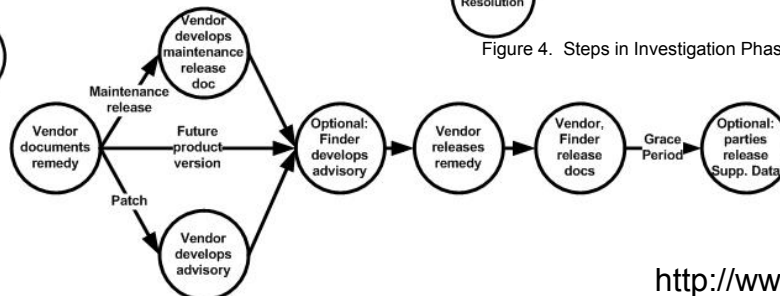 Resolution
Figure 4. Steps in Investigation Phas
Vendor
develops
maintenance
release
doc
Maintenance
release
Vendor
documents
remedy
Future
product
version
Patch
Vendor
develops
advisory
Optional:
Finder
develops
advisory
Vendor
releases
remedy
Vendor,
Finder
release
docs
Grace
Period
Optional:
parties
release
Supp. Data
http://ww